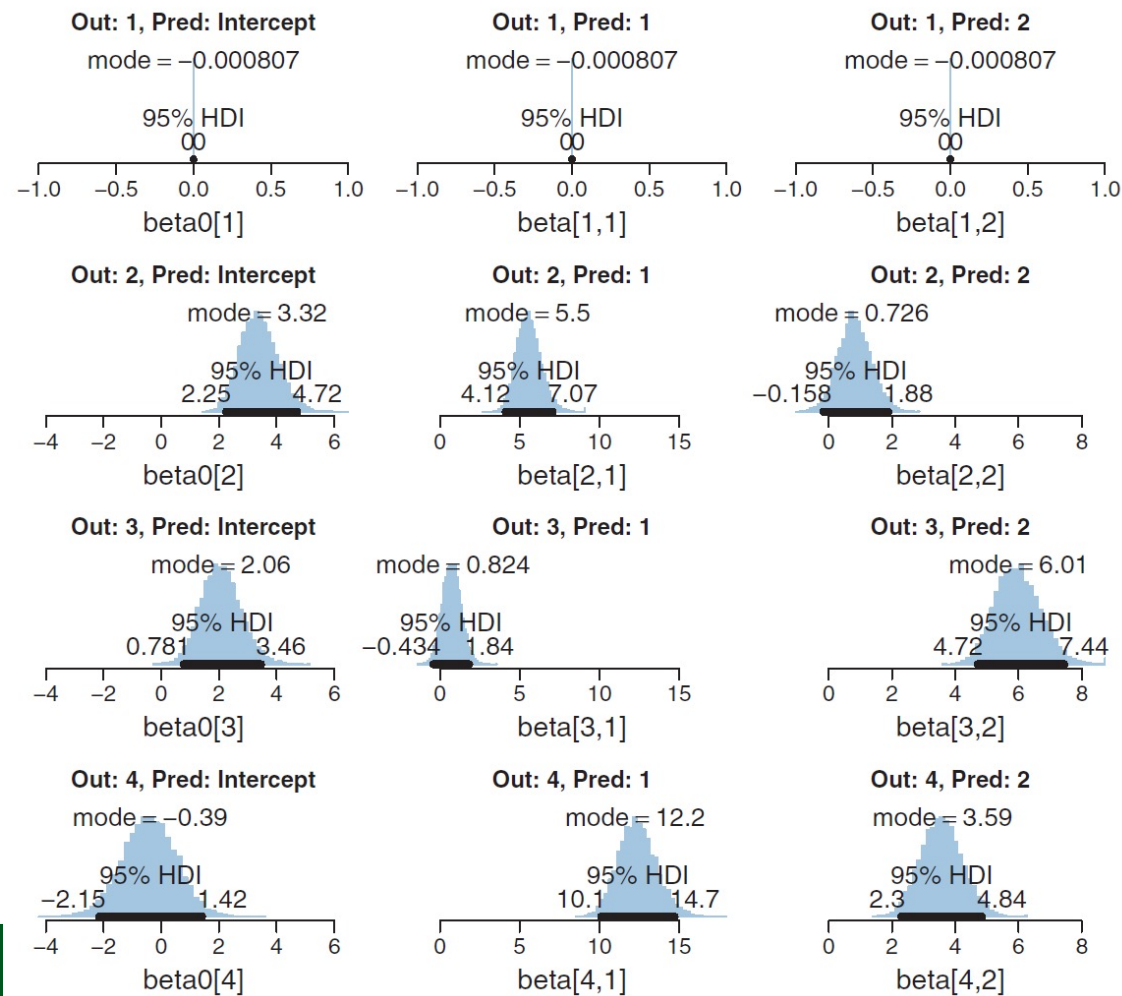 Out: 1, Pred: Intercept
mode = −0.000807
95% HDI
00
−1.0 −0.5 0.0 0.5 1.0
beta0[1]
Out: 1, Pred: 1
mode = −0.000807
95% HDI
00
−1.0 −0.5 0.0 0.5 1.0
beta[1,1]
Out: 1, Pred: 2
mode = −0.000807
95% HDI
00
−1.0 −0.5 0.0 0.5 1.0
beta[1,2]
Out: 2, Pred: Intercept
mode = 3.32
95% HDI
2.25 4.72
−4 −2 0 2 4 6
beta0[2]
Out: 2, Pred: 1
mode = 5.5
95% HDI
4.12 7.07
0 5 10 15
beta[2,1]
Out: 2, Pred: 2
mode = 0.726
95% HDI
−0.158 1.88
0 2 4 6 8
beta[2,2]
Out: 3, Pred: Intercept
mode = 2.06
95% HDI
0.781 3.46
−4 −2 0 2 4 6
beta0[3]
Out: 3, Pred: 1
mode = 0.824
95% HDI
−0.434 1.84
0 5 10 15
beta[3,1]
Out: 3, Pred: 2
mode = 6.01
95% HDI
4.72 7.44
0 2 4 6 8
beta[3,2]
Out: 4, Pred: Intercept
mode = −0.39
95% HDI
−2.15 1.42
−4 −2 0 2 4 6
beta0[4]
Out: 4, Pred: 1
mode = 12.2
95% HDI
10.1 14.7
0 5 10 15
beta[4,1]
Out: 4, Pred: 2
mode = 3.59
95% HDI
2.3 4.84
0 2 4 6 8
beta[4,2]